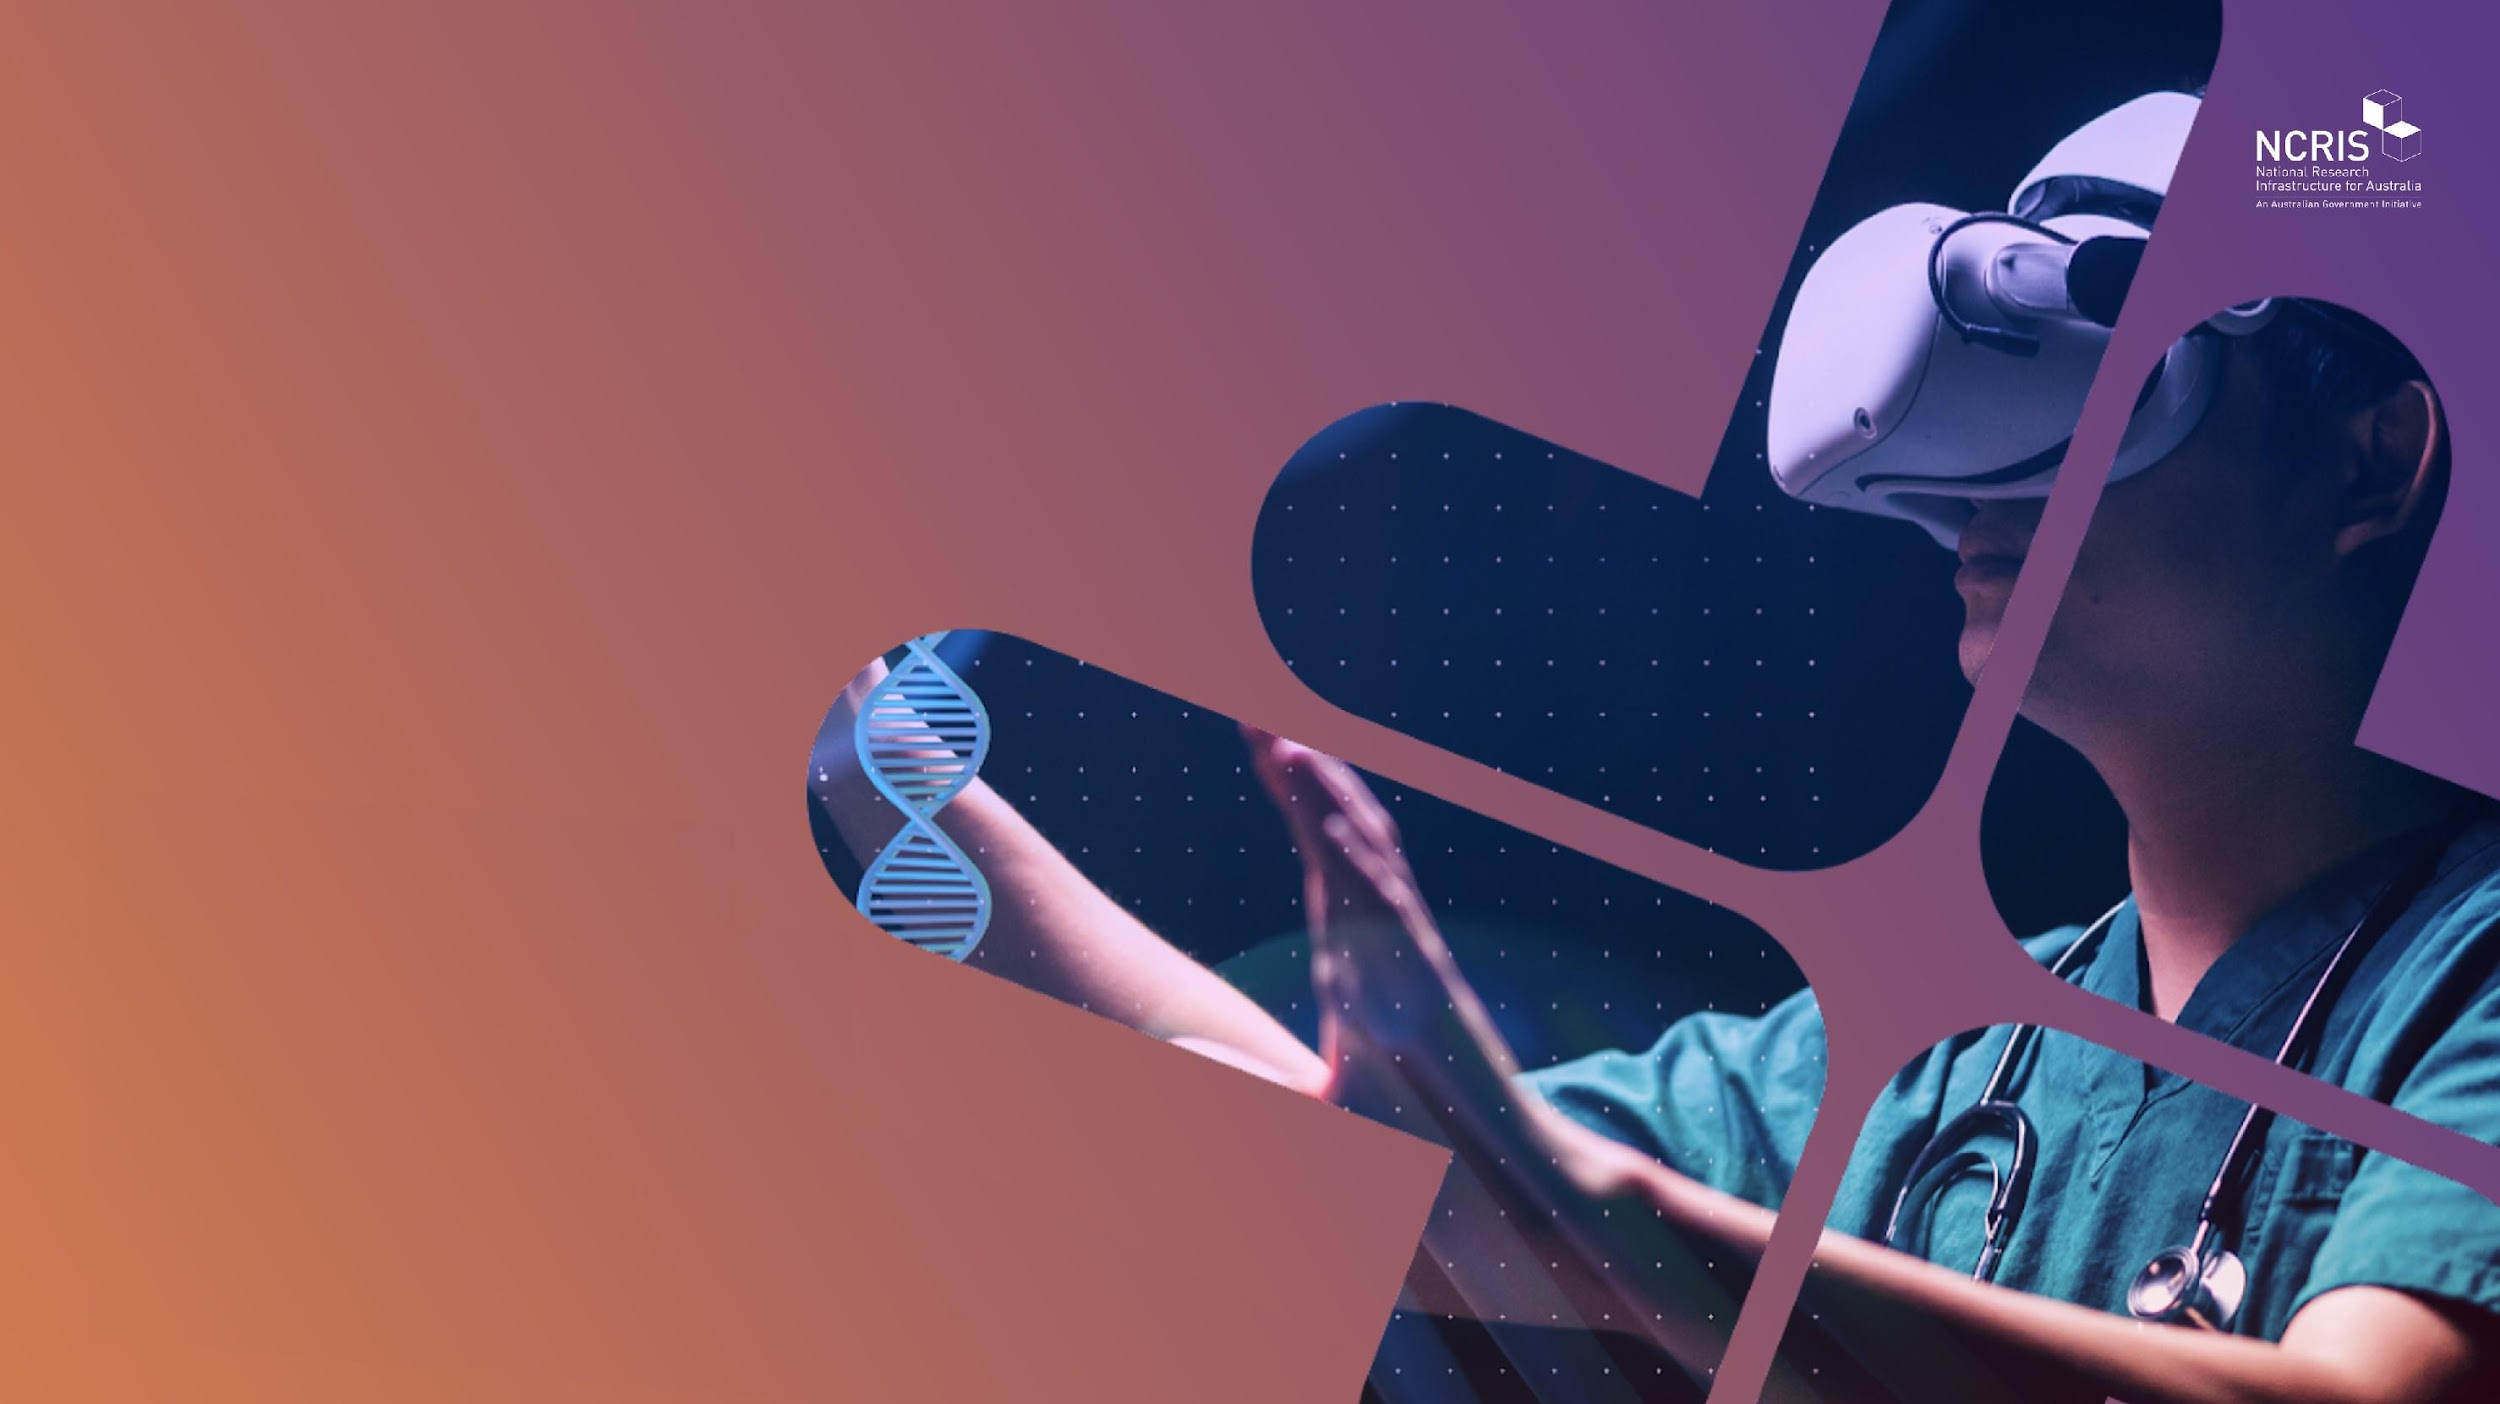 NCRIS
National Research
Infrastructure for Australia
An Australian Government Initiative